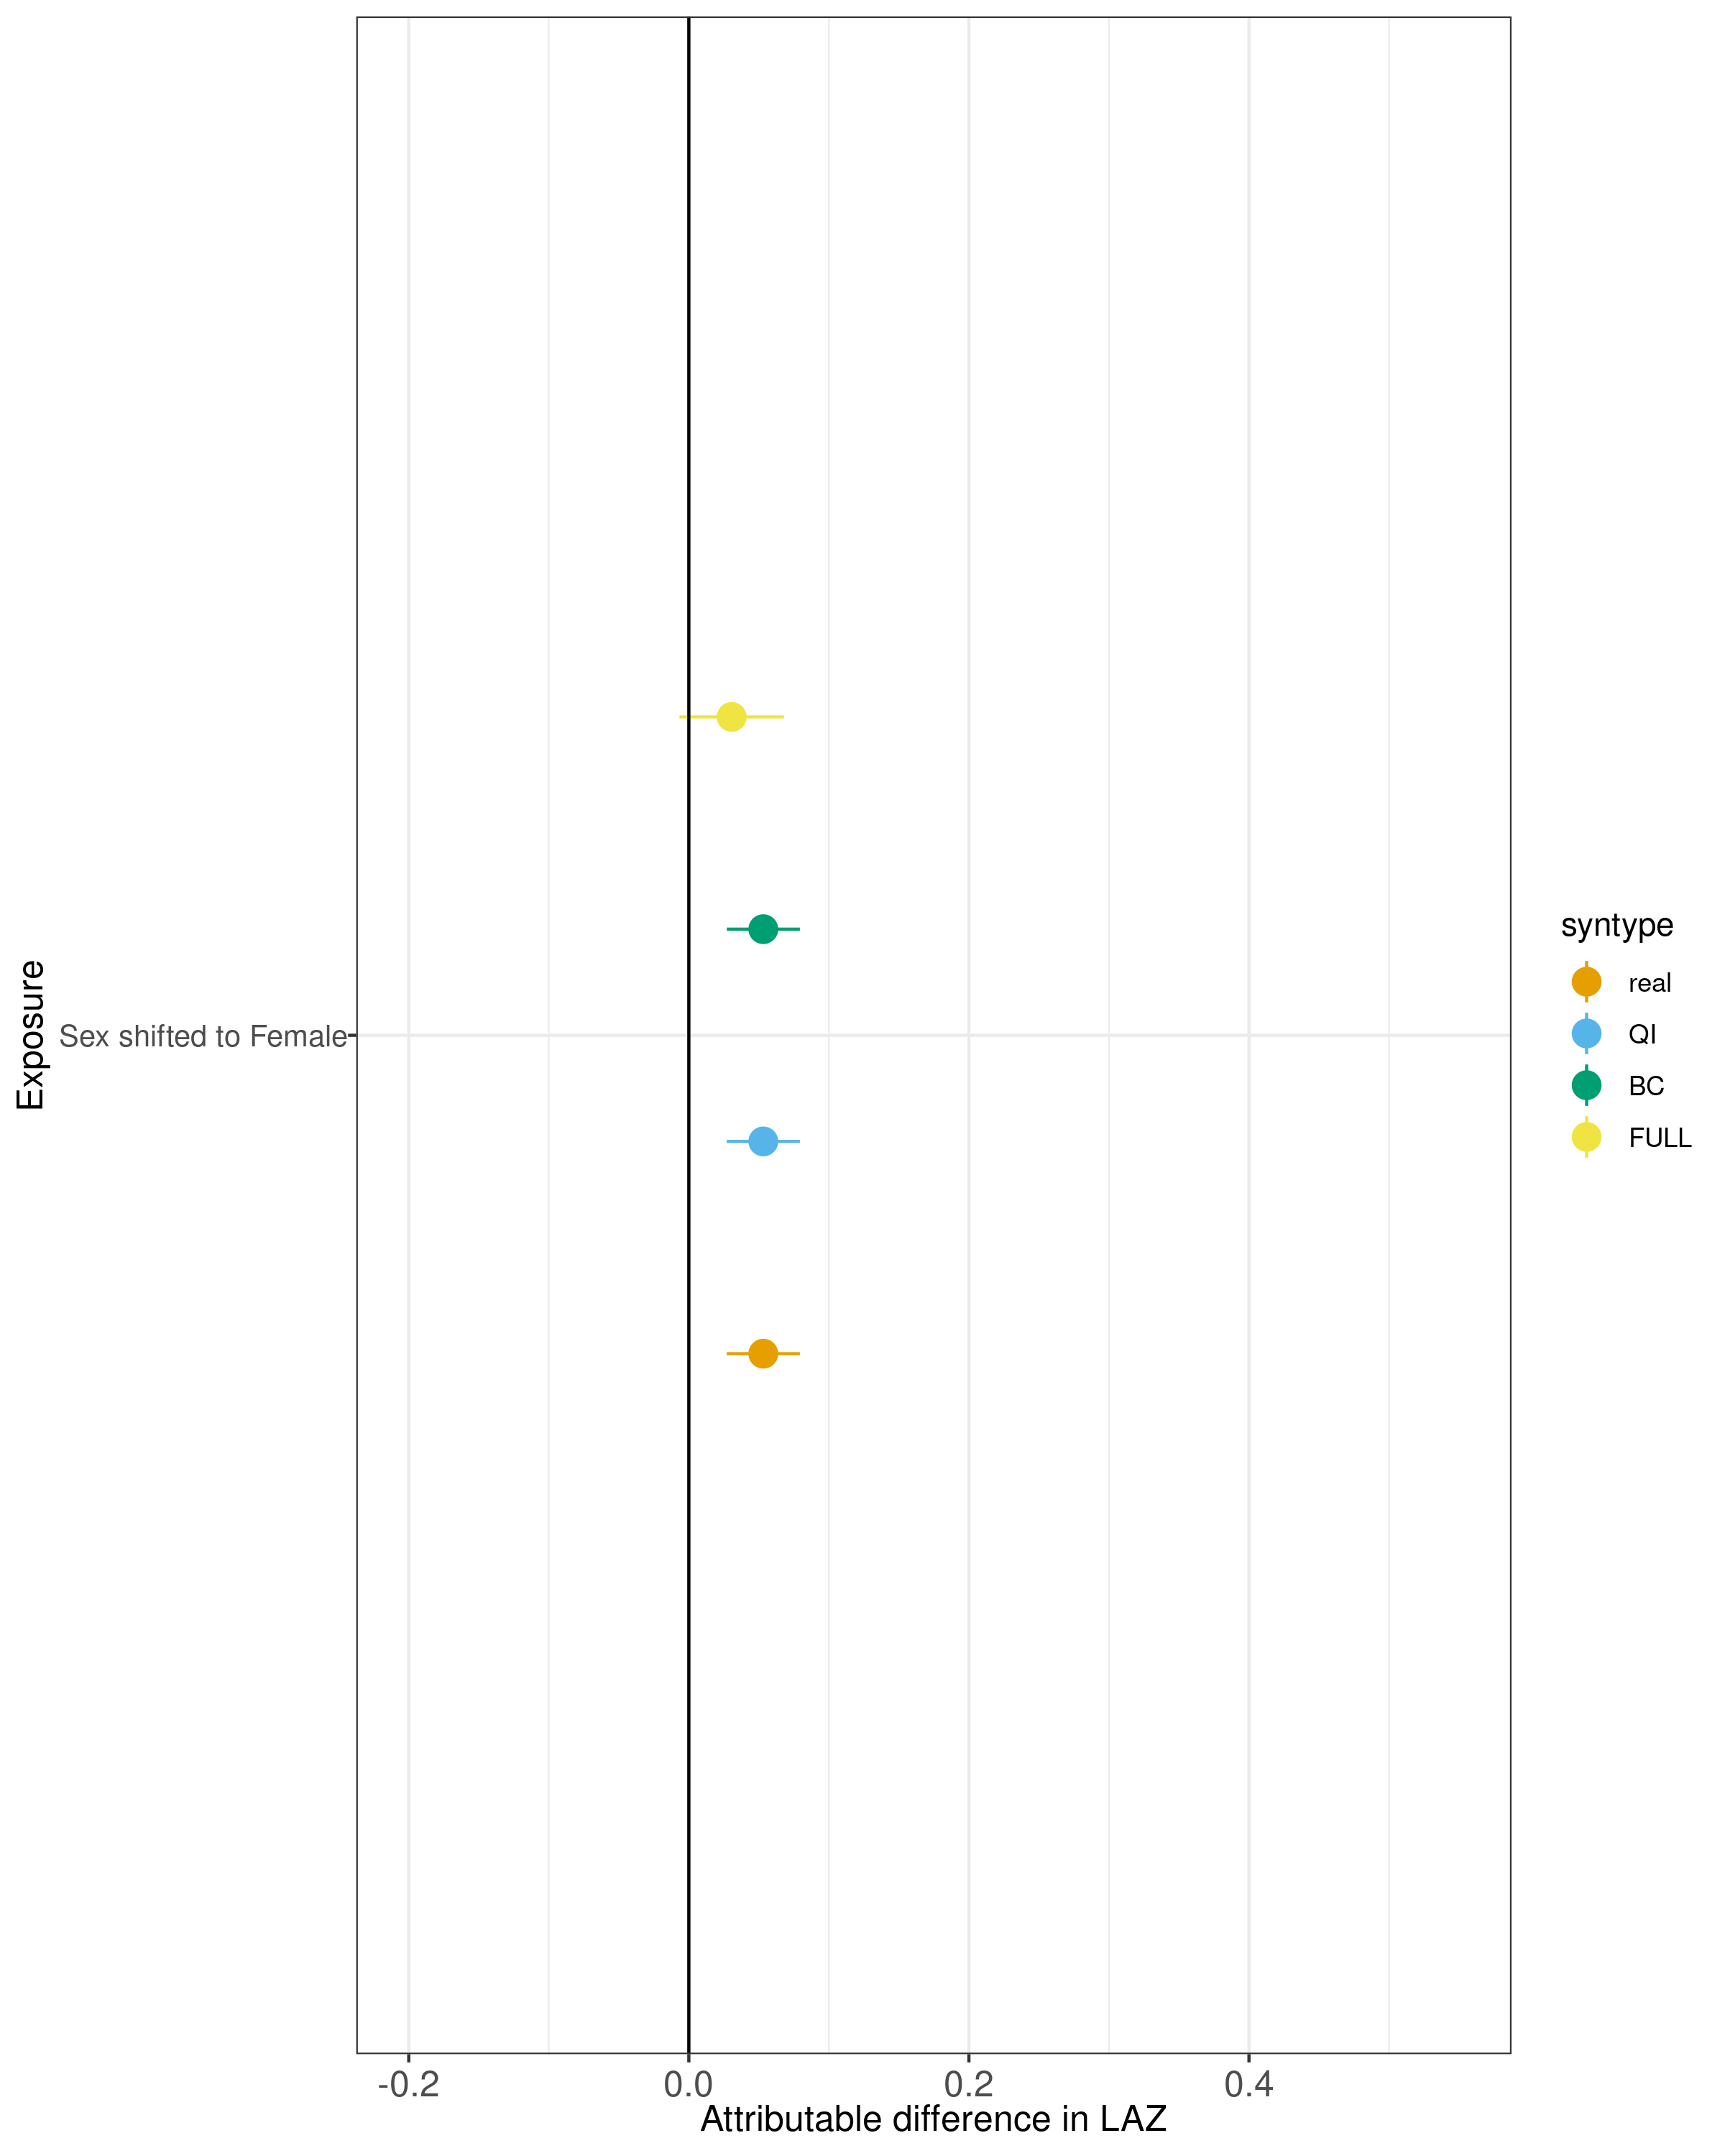 Exposure
Sex shifted to Female
-0.2
0.0
0.2
0.4
Attributable difference in LAZ
syntype
real
QI
BC
FULL